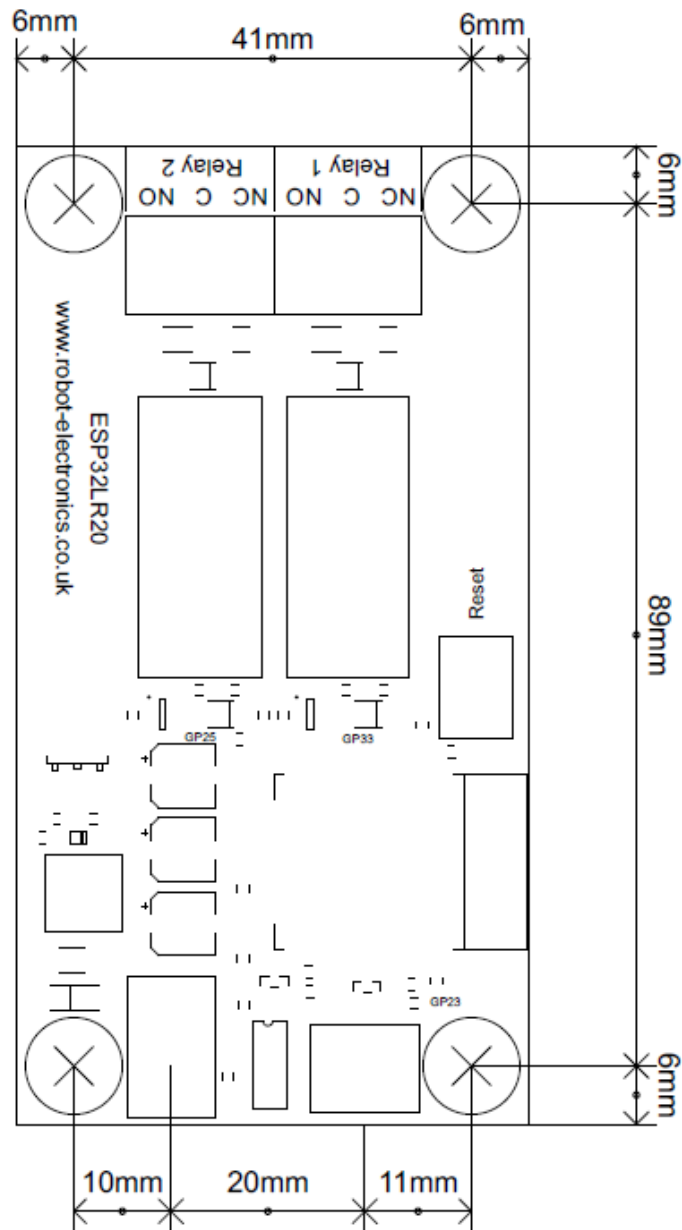 6mm 41mm 6mm
6mm
Relay 2 Relay 1
NO C NC NO C NC
www.robot-electronics.co.uk
ESP32LR20
Reset
89mm
GP25 GP33
+
+
+
GP23
6mm
10mm 20mm 11mm